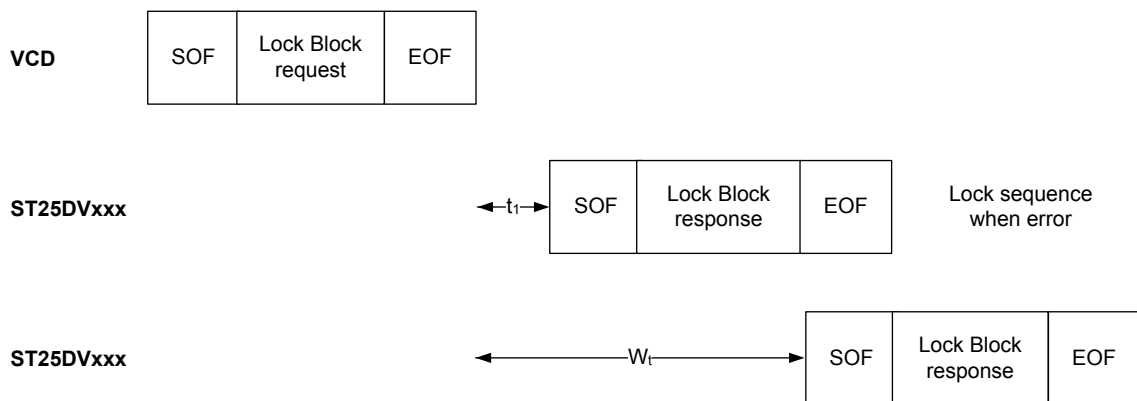 VCD
SOF
Lock Block
request
EOF
ST25DVxxx
t₁
SOF
Lock Block
response
EOF
Lock sequence
when error
ST25DVxxx
Wₜ
SOF
Lock Block
response
EOF